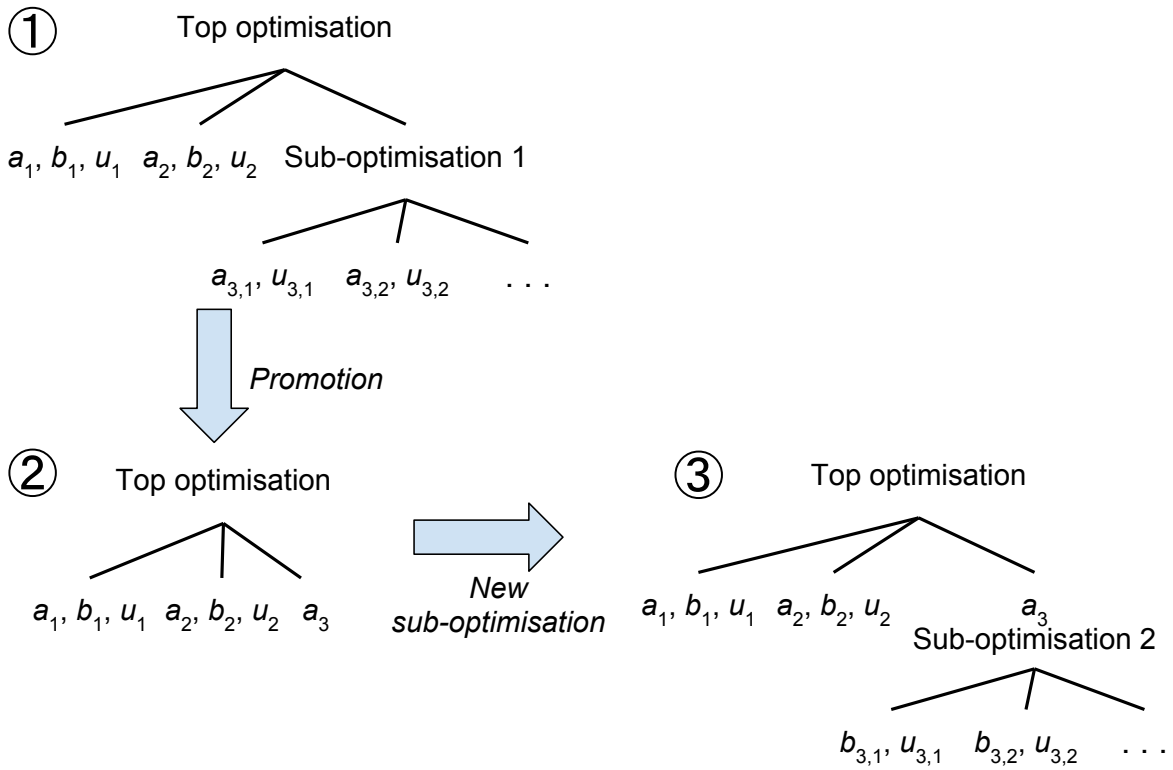 ① Top optimisation
a₁, b₁, u₁ a₂, b₂, u₂ Sub-optimisation 1
a₃,₁, u₃,₁ a₃,₂, u₃,₂ . . .
Promotion
② Top optimisation
a₁, b₁, u₁ a₂, b₂, u₂ a₃
New
sub-optimisation
③ Top optimisation
a₁, b₁, u₁ a₂, b₂, u₂ a₃
Sub-optimisation 2
b₃,₁, u₃,₁ b₃,₂, u₃,₂ . . .